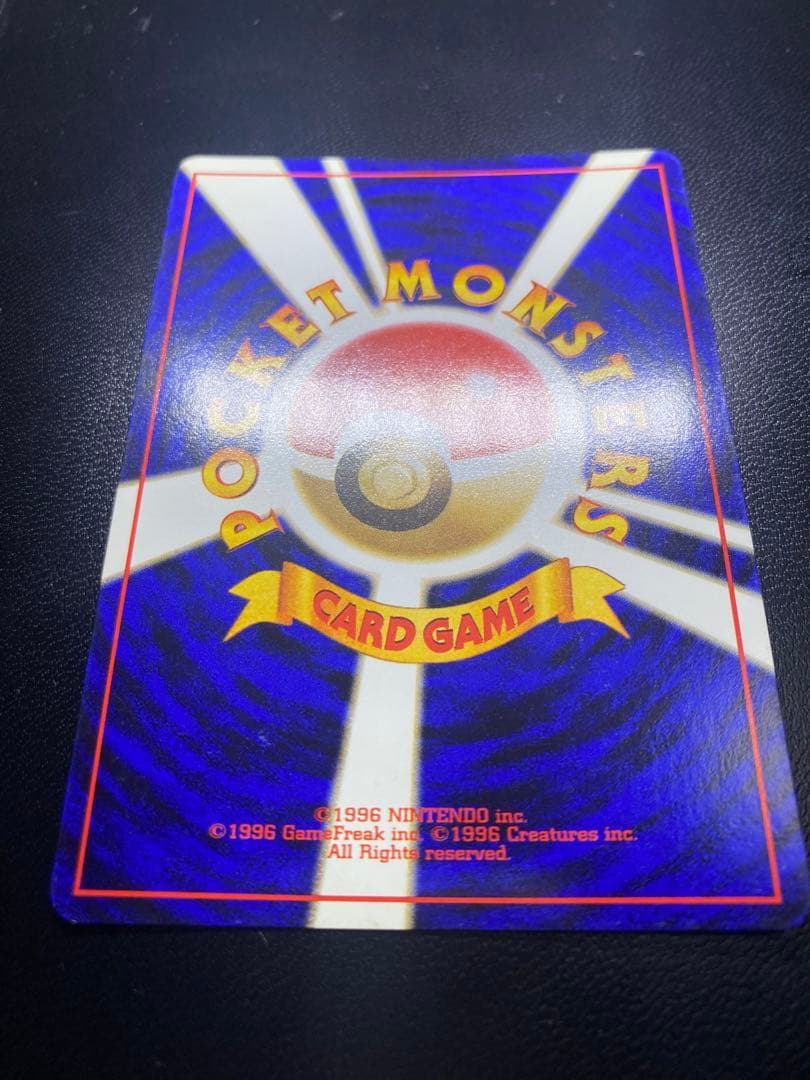 POCKET MONSTERS
CARD GAME
©1996 NINTENDO inc.
©1996 GameFreak inc. ©1996 Creatures inc.
All Rights reserved.